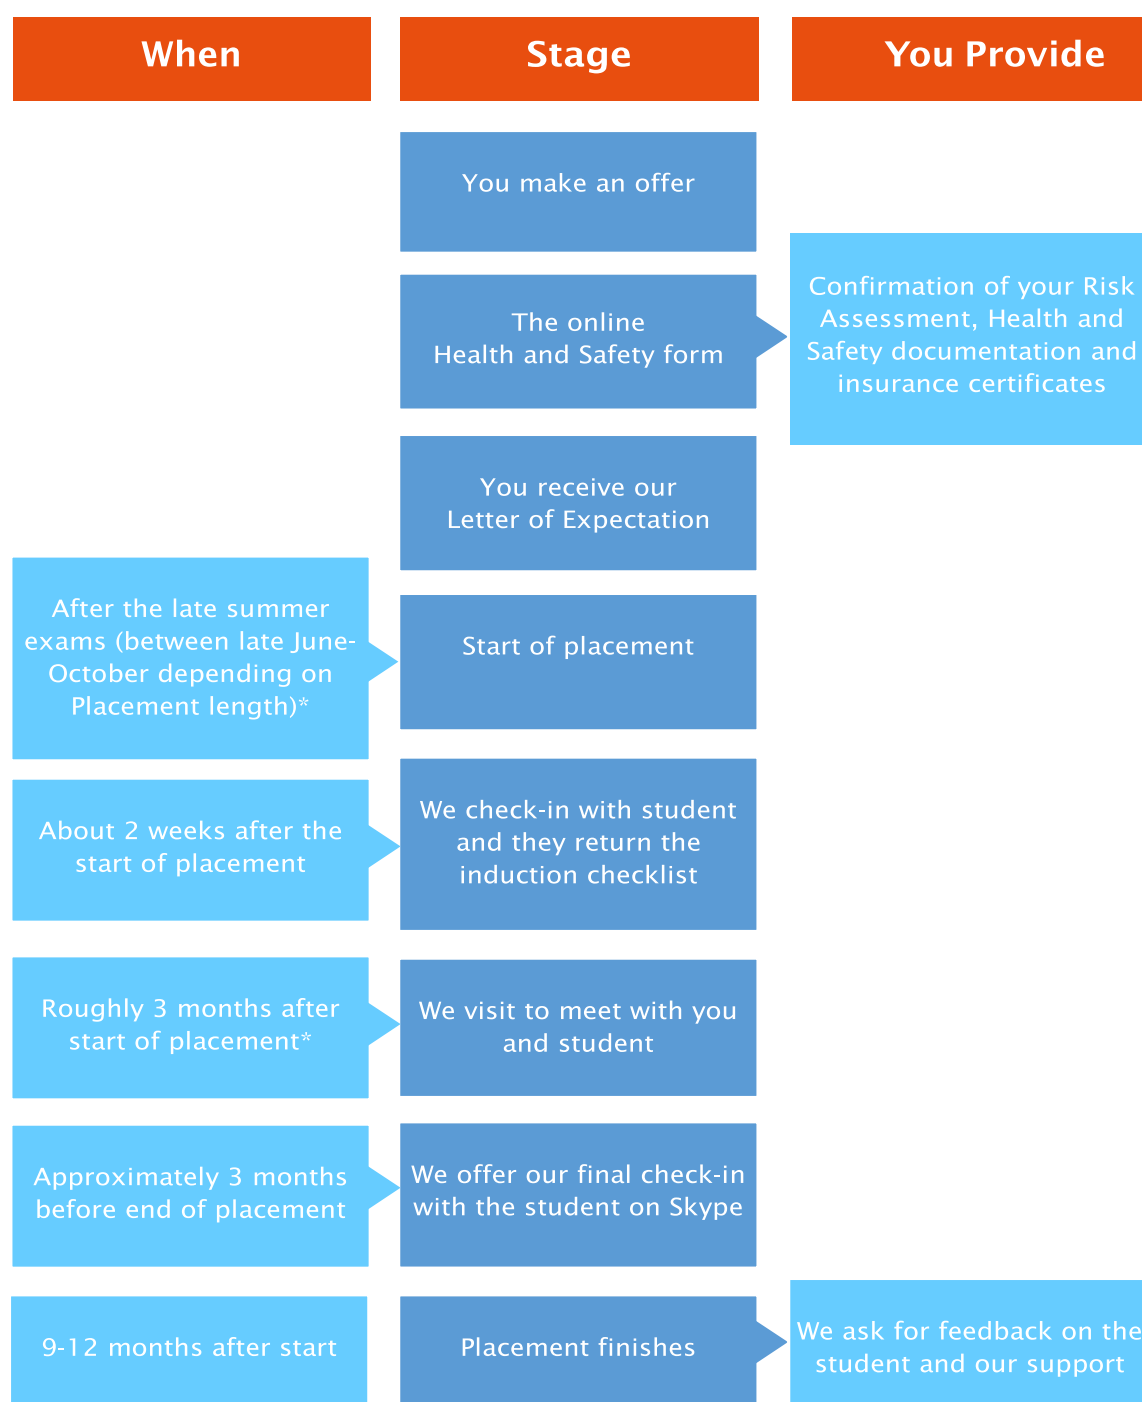 When
Stage
You Provide
You make an offer
The online
Health and Safety form
Confirmation of your Risk
Assessment, Health and
Safety documentation and
insurance certificates
You receive our
Letter of Expectation
After the late summer
exams (between late June-
October depending on
Placement length)*
Start of placement
About 2 weeks after the
start of placement
We check-in with student
and they return the
induction checklist
Roughly 3 months after
start of placement*
We visit to meet with you
and student
Approximately 3 months
before end of placement
We offer our final check-in
with the student on Skype
9-12 months after start
Placement finishes
We ask for feedback on the
student and our support